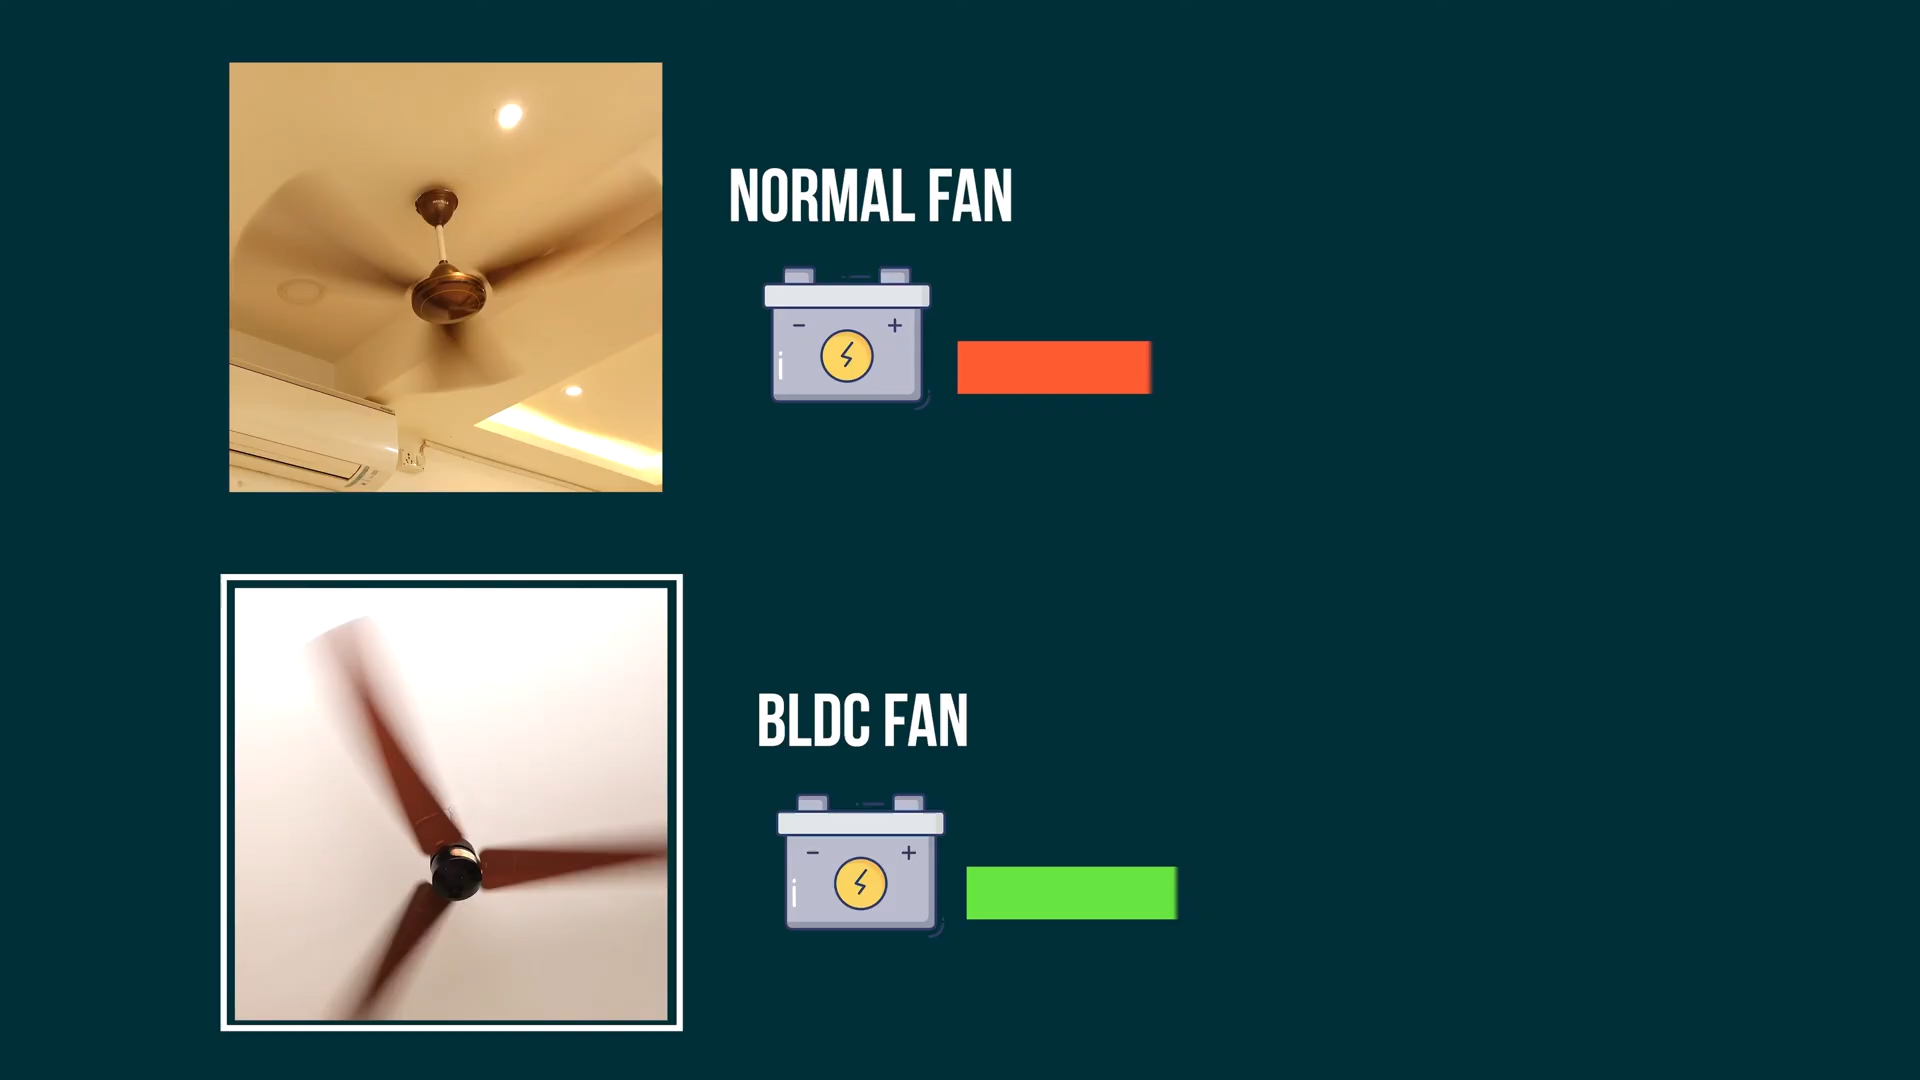 NORMAL FAN
- +
BLDC FAN
- +